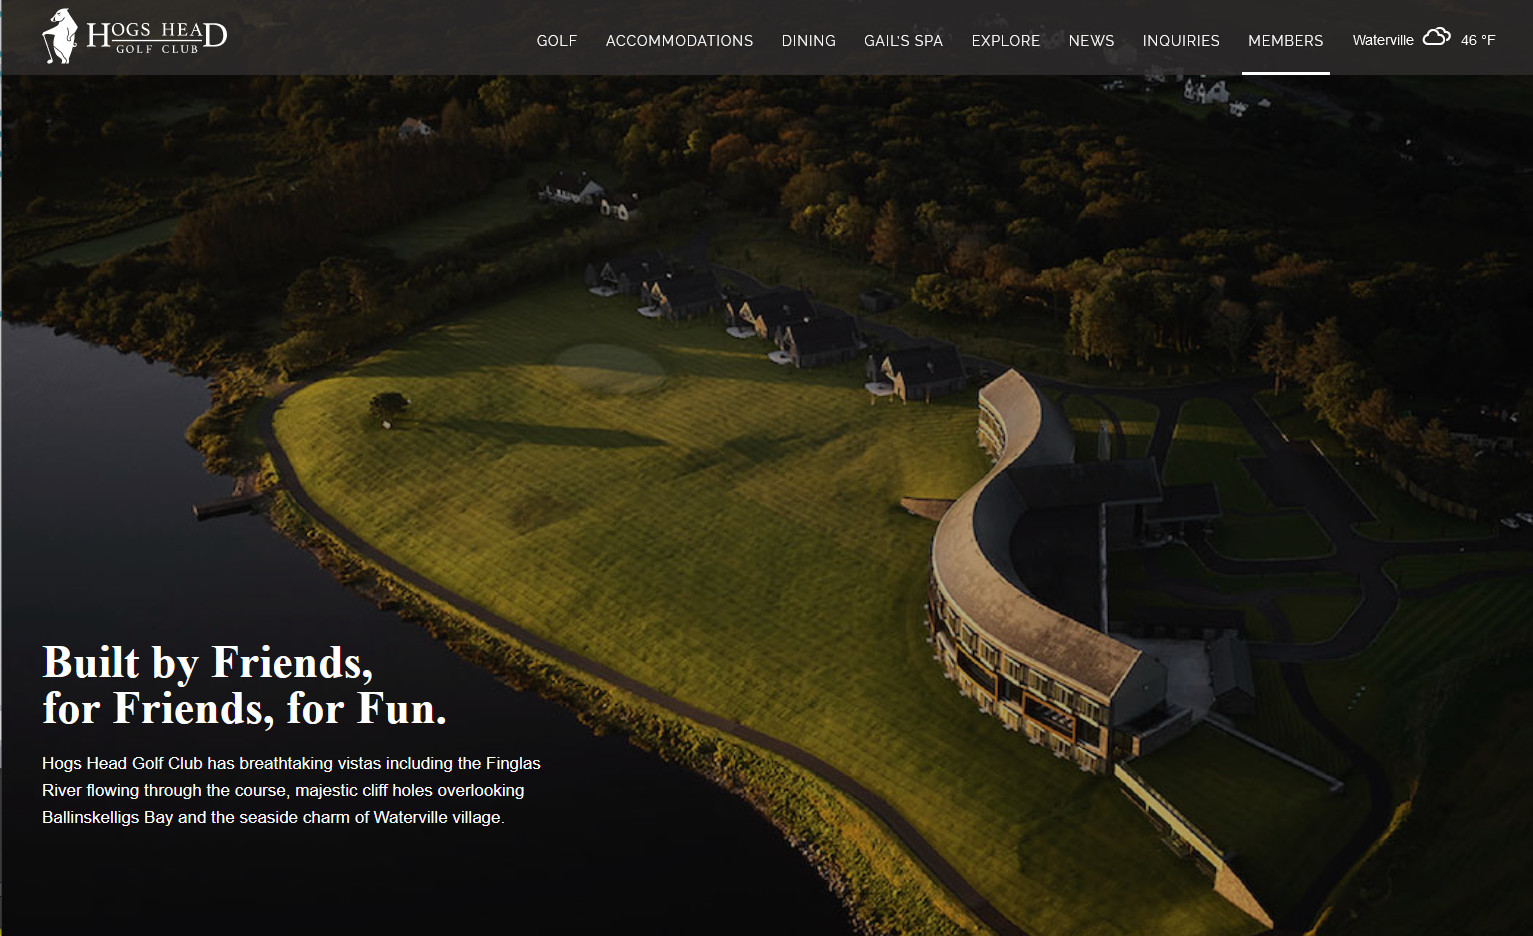 HOGS HEAD
GOLF CLUB
GOLF ACCOMMODATIONS DINING GAIL'S SPA EXPLORE NEWS INQUIRIES MEMBERS Waterville 46 °F
Built by Friends,
for Friends, for Fun.
Hogs Head Golf Club has breathtaking vistas including the Finglas
River flowing through the course, majestic cliff holes overlooking
Ballinskelligs Bay and the seaside charm of Waterville village.